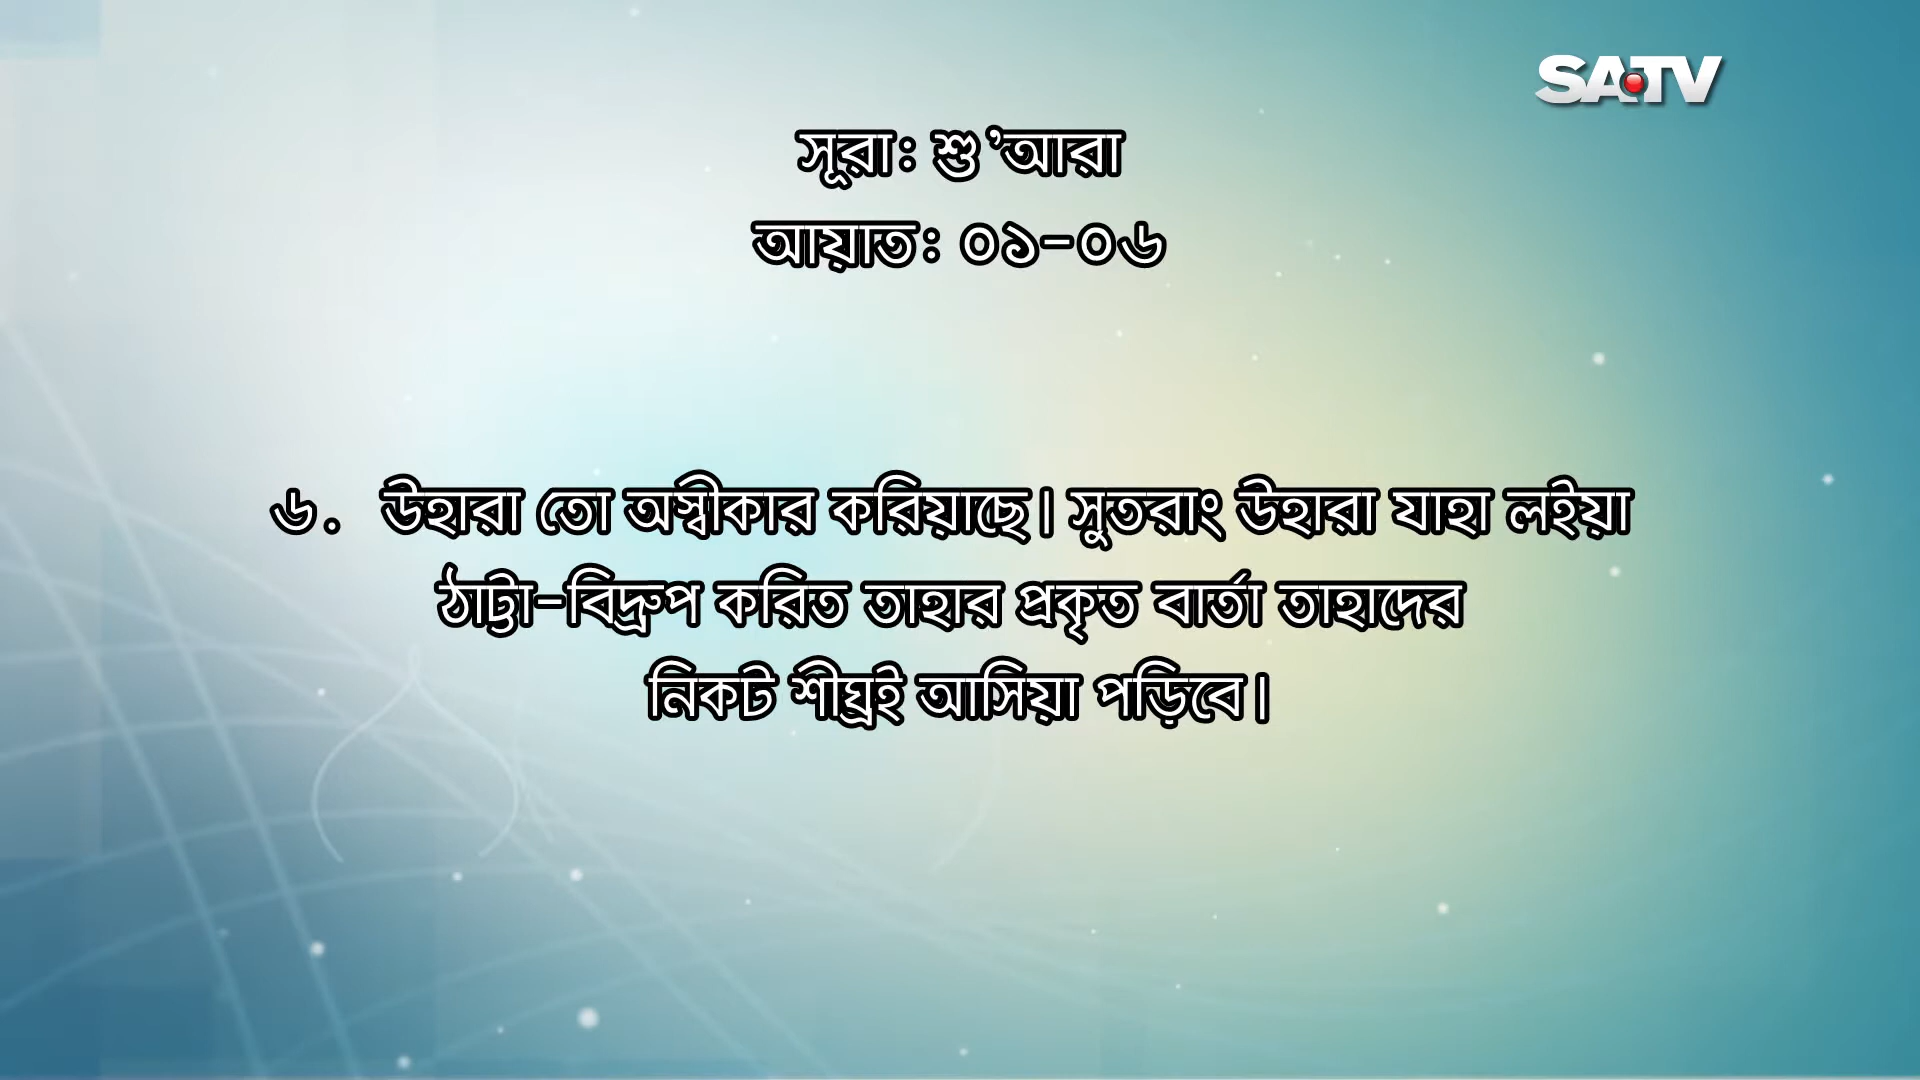 SATV
সূরা: শু'আরা
আয়াত: ০১-০৬
৬. উহারা তো অস্বীকার করিয়াছে। সুতরাং উহারা যাহা লইয়া
ঠাট্টা-বিদ্রুপ করিত তাহার প্রকৃত বার্তা তাহাদের
নিকট শীঘ্রই আসিয়া পড়িবে।